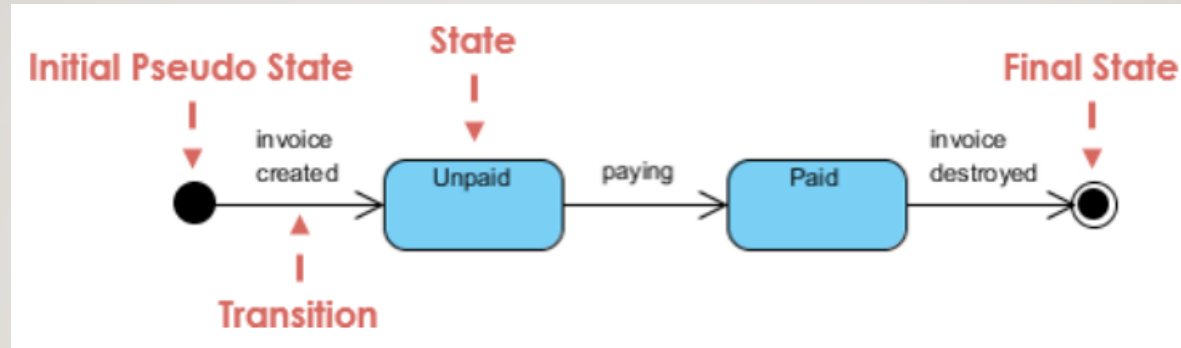 State
Initial Pseudo State
Final State
invoice
created
Unpaid
paying
Paid
invoice
destroyed
Transition